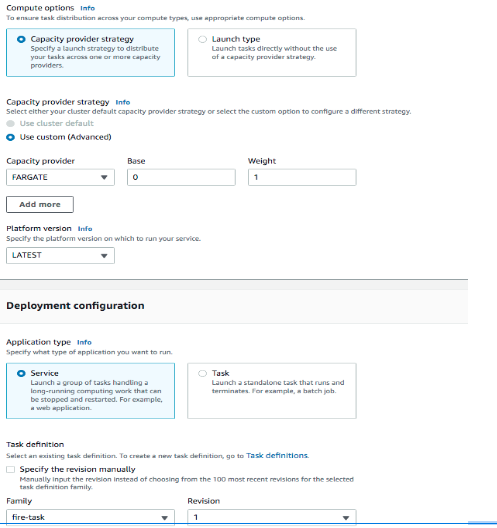 Compute options Info
To ensure task distribution across your compute types, use appropriate compute options.
Capacity provider strategy
Specify a launch strategy to distribute
your tasks across one or more capacity
providers.
Launch type
Launch tasks directly without the use
of a capacity provider strategy.
Capacity provider strategy Info
Select either your cluster default capacity provider strategy or select the custom option to configure a different strategy.
Use cluster default
Use custom (Advanced)
Capacity provider Base Weight
FARGATE 0 1
Add more
Platform version Info
Specify the platform version on which to run your service.
LATEST
Deployment configuration
Application type Info
Specify what type of application you want to run.
Service
Launch a group of tasks handling a
long-running computing work that can
be stopped and restarted. For example,
a web application.
Task
Launch a standalone task that runs and
terminates. For example, a batch job.
Task definition
Select an existing task definition. To create a new task definition, go to Task definitions.
Specify the revision manually
Manually input the revision instead of choosing from the 100 most recent revisions for the selected
task definition family.
Family Revision
fire-task 1